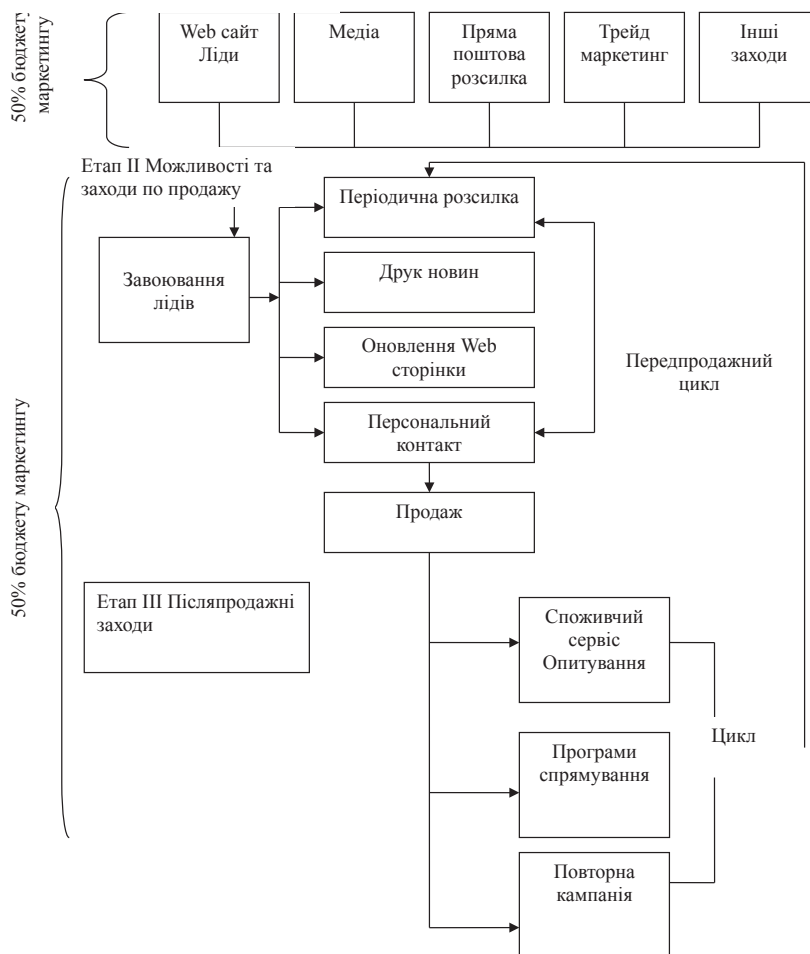 50% бюджету
маркетингу
Web сайт
Ліди
Медіа
Пряма
поштова
розсилка
Трейд
маркетинг
Інші
заходи
Етап II Можливості та
заходи по продажу
Періодична розсилка
Завоювання
лідів
Друк новин
Оновлення Web
сторінки
Передпродажний
цикл
Персональний
контакт
Продаж
50% бюджету маркетингу
Етап III Післяпродажні
заходи
Споживчий
сервіс
Опитування
Цикл
Програми
спрямування
Повторна
кампанія